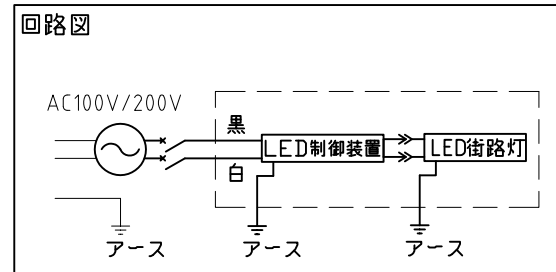 回路図
AC100V/200V
黒
LED制御装置
LED街路灯
白
アース
アース
アース